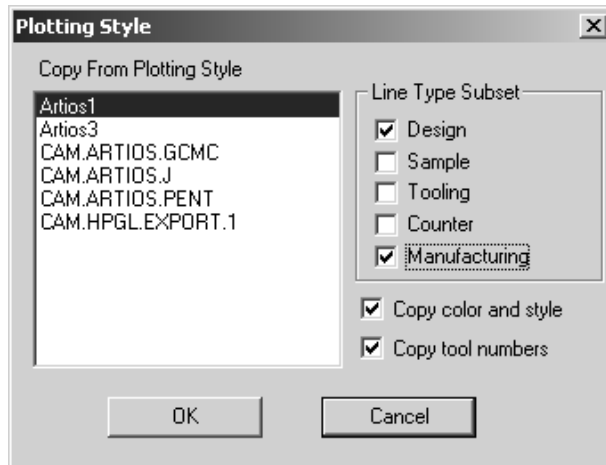 Plotting Style
Copy From Plotting Style
Artios1
Artios3
CAM.ARTIOS.GCMC
CAM.ARTIOS.J
CAM.ARTIOS.PENT
CAM.HPGL.EXPORT.1
Line Type Subset
Design
Sample
Tooling
Counter
Manufacturing
Copy color and style
Copy tool numbers
OK
Cancel